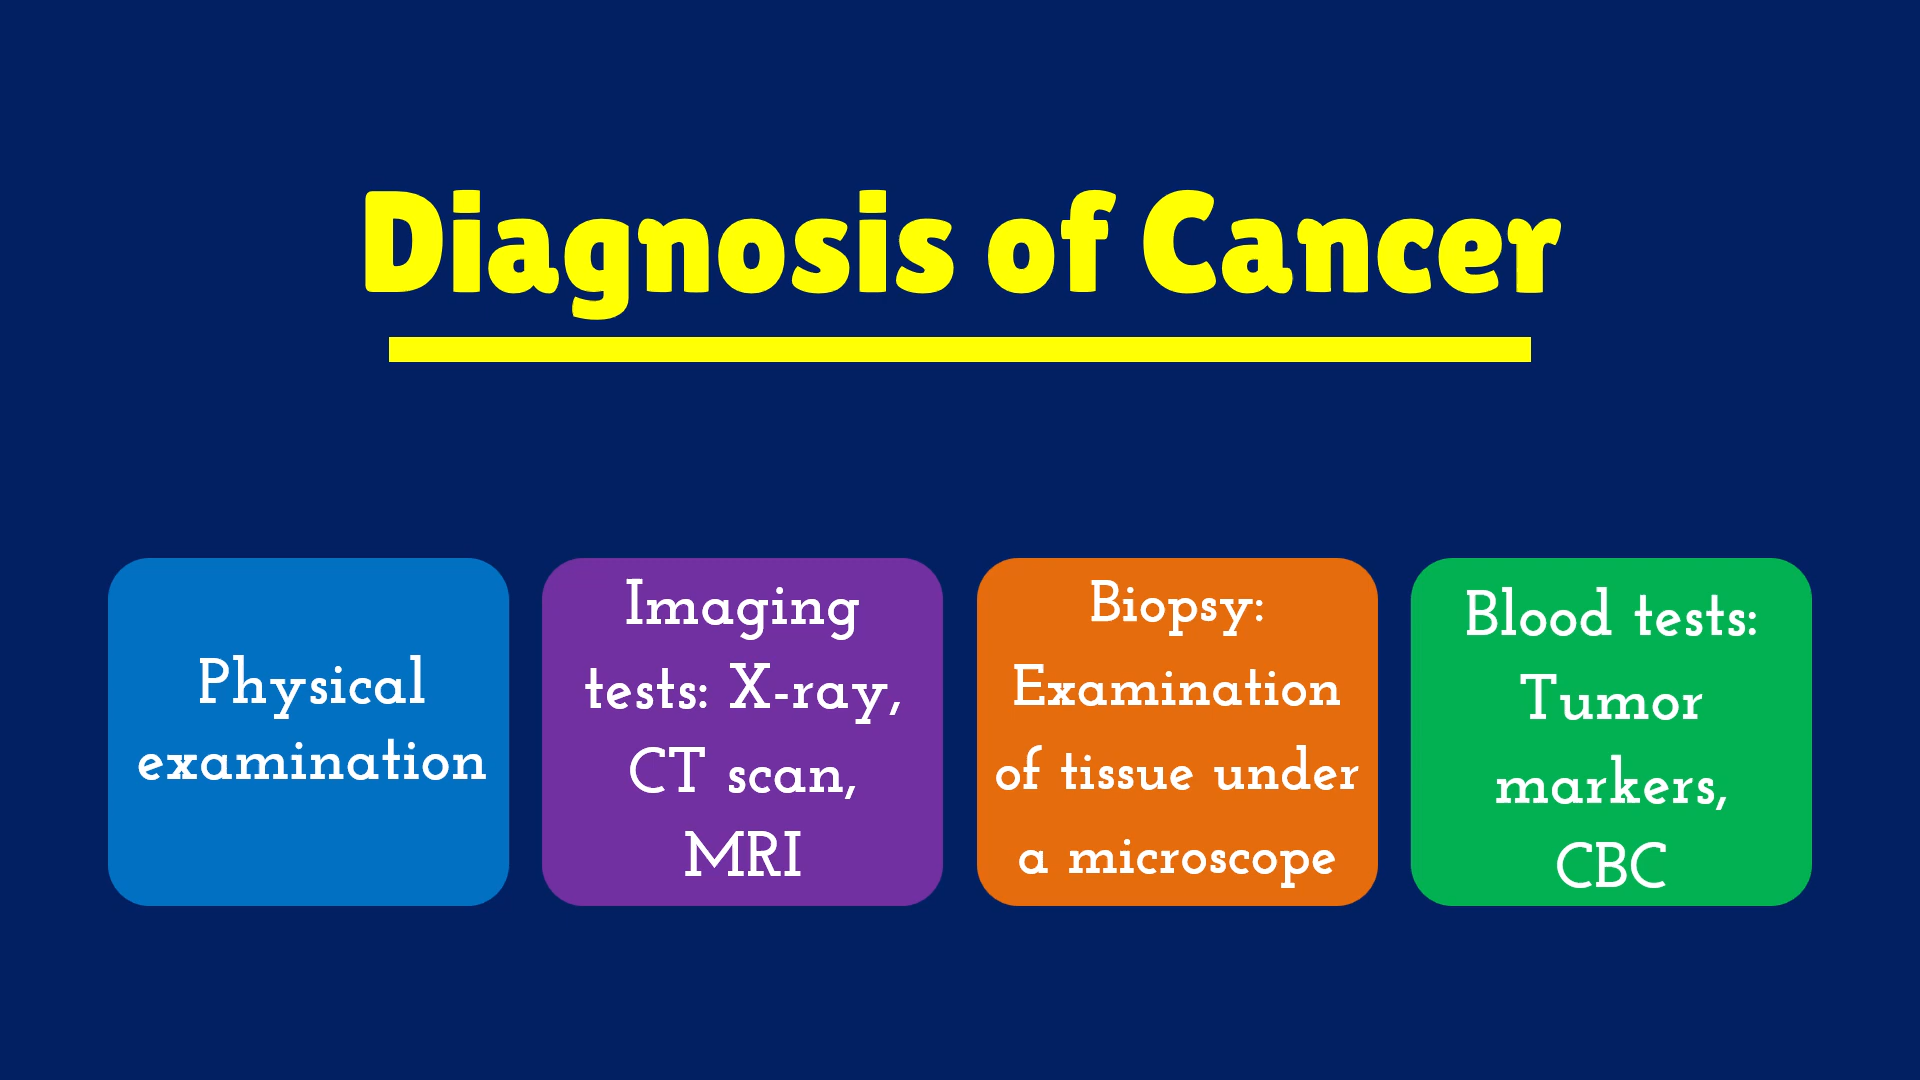 Diagnosis of Cancer
Physical
examination
Imaging
tests: X-ray,
CT scan,
MRI
Biopsy:
Examination
of tissue under
a microscope
Blood tests:
Tumor
markers,
CBC